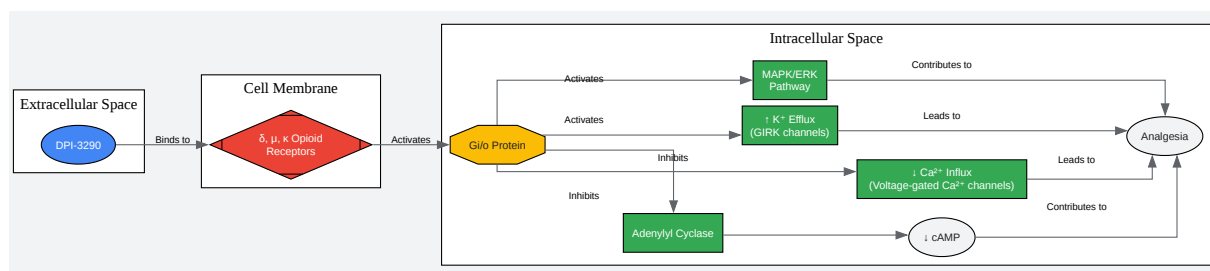 Intracellular Space
Extracellular Space
Cell Membrane
DPI-3290
Binds to
δ, μ, κ Opioid
Receptors
Activates
Gi/o Protein
Activates
MAPK/ERK
Pathway
Contributes to
Activates
↑ K⁺ Efflux
(GIRK channels)
Leads to
Analgesia
Inhibits
↓ Ca²⁺ Influx
(Voltage-gated Ca²⁺ channels)
Leads to
Inhibits
Adenylyl Cyclase
↓ cAMP
Contributes to